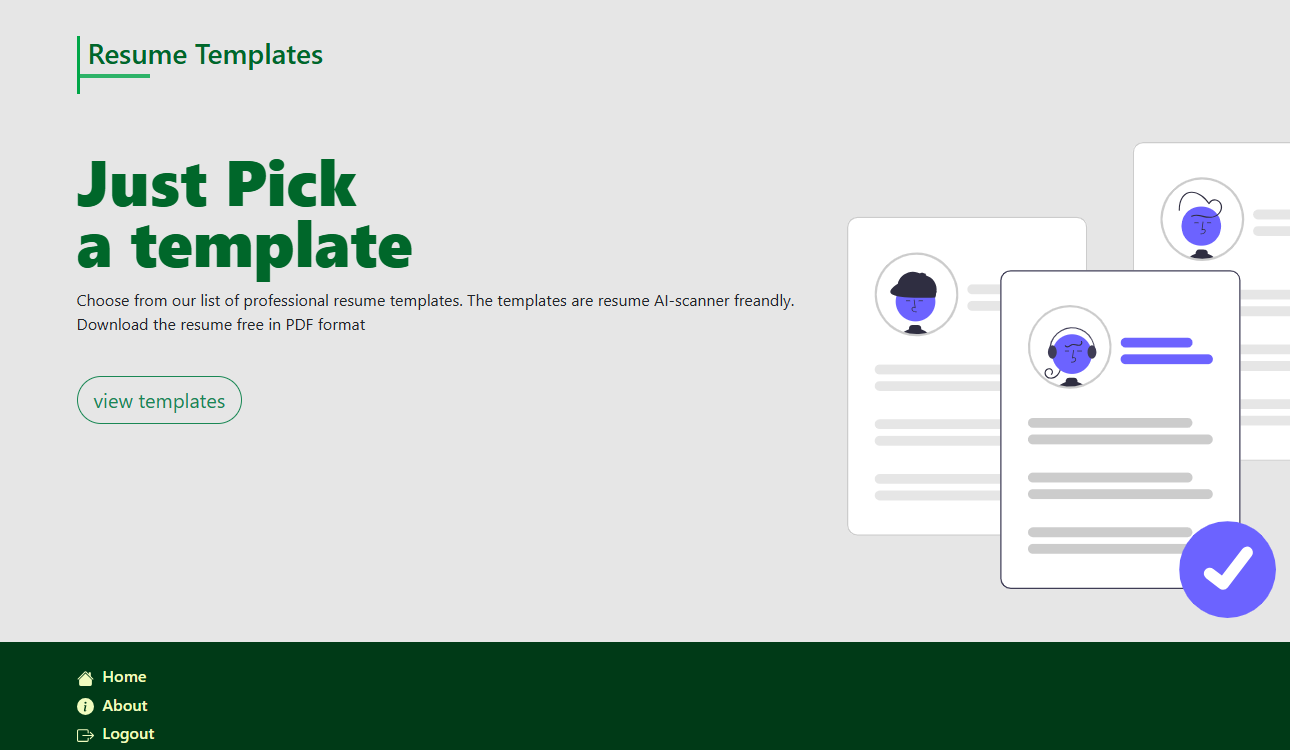 Resume Templates
Just Pick
a template
Choose from our list of professional resume templates. The templates are resume AI-scanner freandly.
Download the resume free in PDF format
view templates
Home
About
Logout